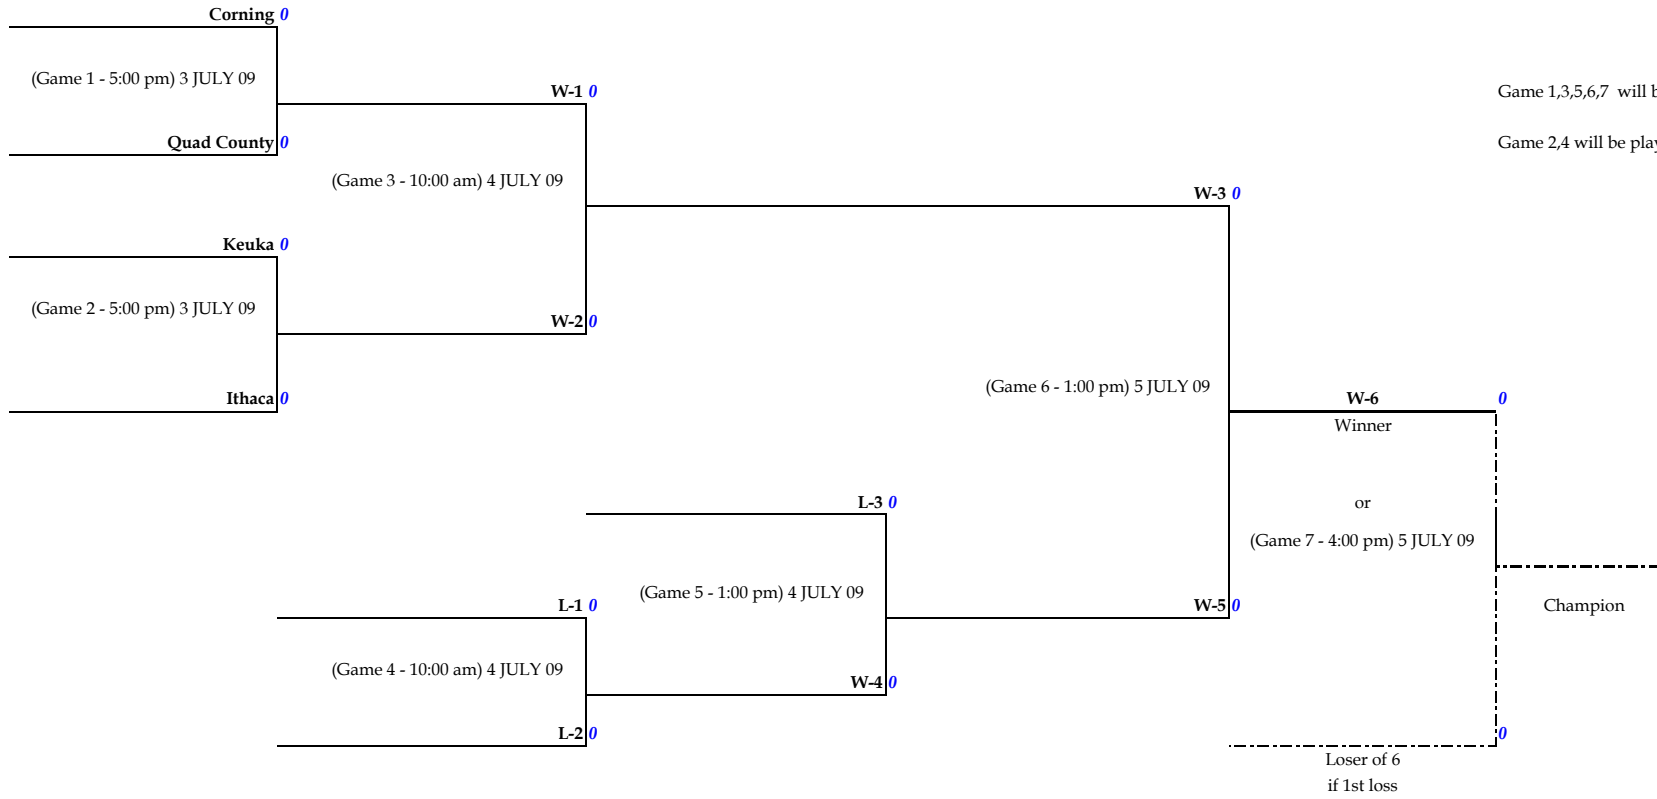 Corning 0
(Game 1 - 5:00 pm) 3 JULY 09
Quad County 0
W-1 0
Game 1,3,5,6,7 will
Game 2,4 will be
(Game 3 - 10:00 am) 4 JULY 09
W-3 0
Keuka 0
(Game 2 - 5:00 pm) 3 JULY 09
W-2 0
Ithaca 0
(Game 6 - 1:00 pm) 5 JULY 09
W-6 0
Winner
L-3 0
or
(Game 7 - 4:00 pm) 5 JULY 09
(Game 5 - 1:00 pm) 4 JULY 09
L-1 0
W-5 0
Champion
(Game 4 - 10:00 am) 4 JULY 09
W-4 0
L-2 0
0
Loser of 6
if 1st loss